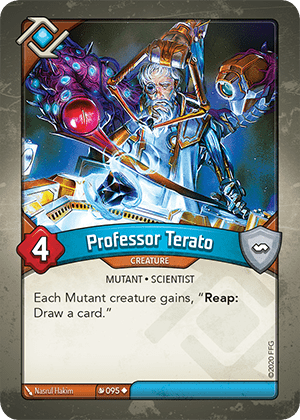 Professor Terato
4
CREATURE
MUTANT • SCIENTIST
Each Mutant creature gains, “Reap:
Draw a card.”
©2020 FFG
Nasrul Hakim
095